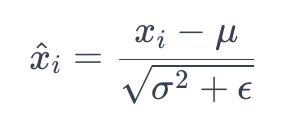 x̂ᵢ = (xᵢ − μ) / √(σ² + ϵ)